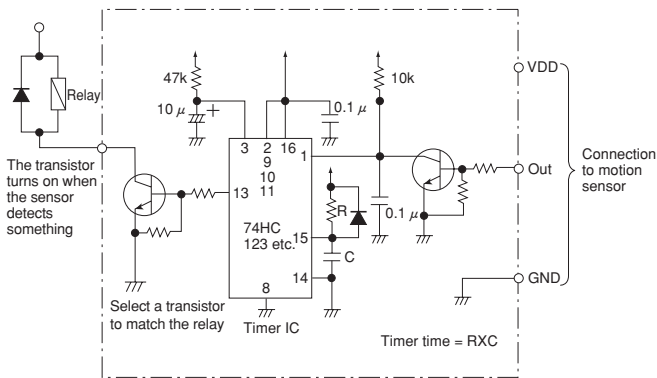 VDD
47k
10k
Relay
10 μ
+
0.1 μ
3
2
16
9
10
11
1
Out
Connection
to motion
sensor
The transistor
turns on when
the sensor
detects
something
13
R
0.1 μ
74HC
123 etc.
15
C
14
GND
8
Select a transistor
to match the relay
Timer IC
Timer time = RXC